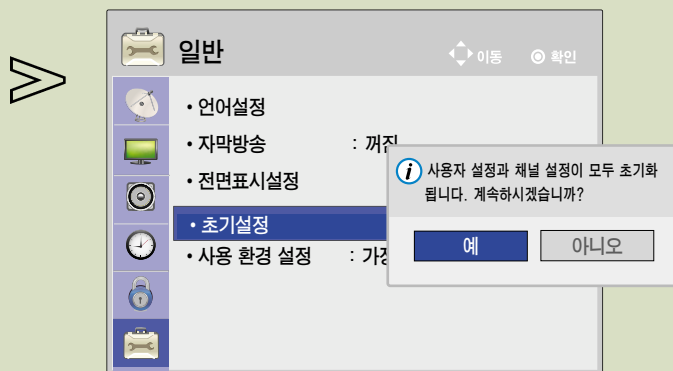 일반
이동 확인
• 언어설정
• 자막방송 : 꺼짐
• 전면표시설정
• 초기설정
• 사용 환경 설정 : 가정
사용자 설정과 채널 설정이 모두 초기화
됩니다. 계속하시겠습니까?
예 아니오